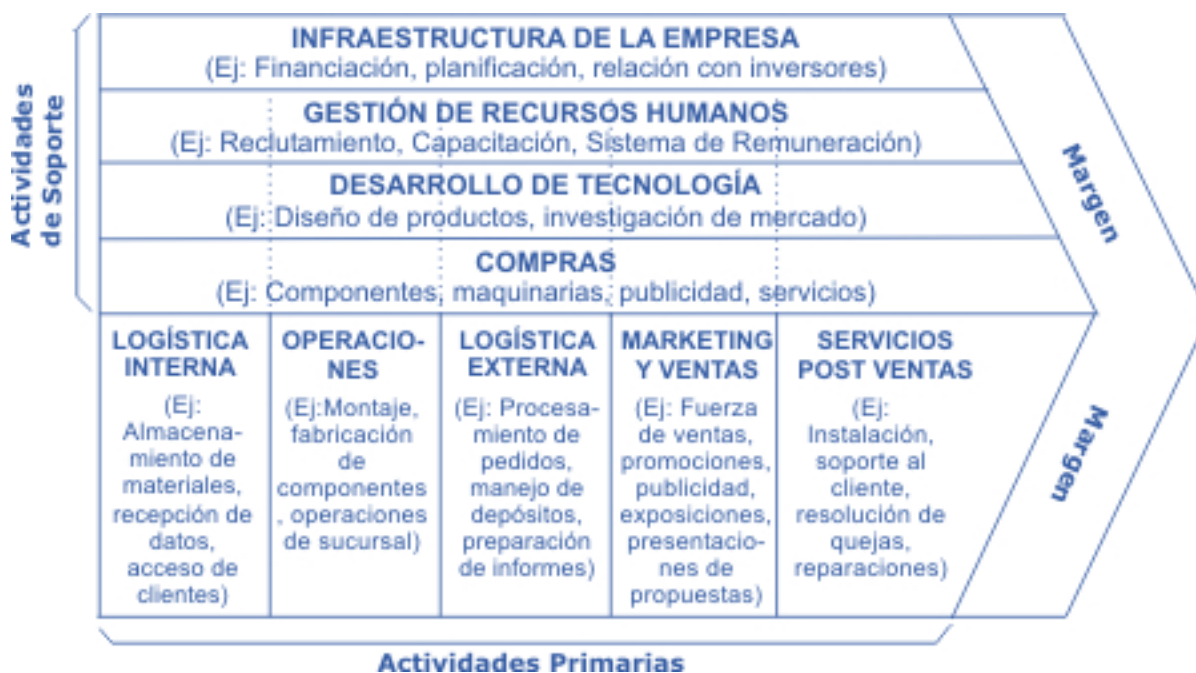 Actividades
de Soporte
INFRAESTRUCTURA DE LA EMPRESA
(Ej: Financiación, planificación, relación con inversores)
GESTIÓN DE RECURSOS HUMANOS
(Ej: Reclutamiento, Capacitación, Sistema de Remuneración)
DESARROLLO DE TECNOLOGÍA
(Ej: Diseño de productos, investigación de mercado)
COMPRAS
(Ej: Componentes, maquinarias, publicidad, servicios)
LOGÍSTICA
INTERNA
(Ej:
Almacena-
miento de
materiales,
recepción de
datos,
acceso de
clientes)
OPERACIO-
NES
(Ej:Montaje,
fabricación
de
componentes
, operaciones
de sucursal)
LOGÍSTICA
EXTERNA
(Ej: Procesa-
miento de
pedidos,
manejo de
depósitos,
preparación
de informes)
MARKETING
Y VENTAS
(Ej: Fuerza
de ventas,
promociones,
publicidad,
exposiciones,
presentacio-
nes de
propuestas)
SERVICIOS
POST VENTAS
(Ej:
Instalación,
soporte al
cliente,
resolución de
quejas,
reparaciones)
Margen
Margen
Actividades Primarias